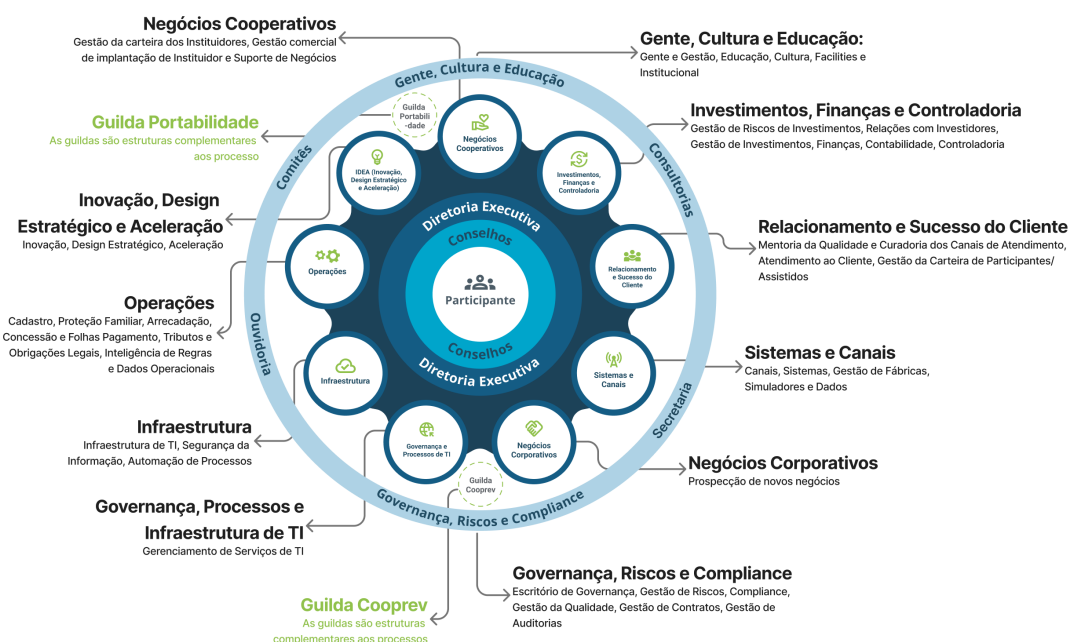 Negócios Cooperativos
Gestão da carteira dos Instituidores, Gestão comercial
de implantação de Instituidor e Suporte de Negócios
Gente, Cultura e Educação:
Gente e Gestão, Educação, Cultura, Facilities e
Institucional
Guilda Portabilidade
As guildas são estruturas complementares
aos processo
Investimentos, Finanças e Controladoria
Gestão de Riscos de Investimentos, Relações com Investidores,
Gestão de Investimentos, Finanças, Contabilidade, Controladoria
Inovação, Design
Estratégico e Aceleração
Inovação, Design Estratégico, Aceleração
Relacionamento e Sucesso do Cliente
Mentoria da Qualidade e Curadoria dos Canais de Atendimento,
Atendimento ao Cliente, Gestão da Carteira de Participantes/
Assistidos
Operações
Cadastro, Proteção Familiar, Arrecadação,
Concessão e Folhas Pagamento, Tributos e
Obrigações Legais, Inteligência de Regras
e Dados Operacionais
Sistemas e Canais
Canais, Sistemas, Gestão de Fábricas,
Simuladores e Dados
Infraestrutura
Infraestrutura de TI, Segurança da
Informação, Automação de Processos
Negócios Corporativos
Prospecção de novos negócios
Governança, Processos e
Infraestrutura de TI
Gerenciamento de Serviços de TI
Governança, Riscos e Compliance
Escritório de Governança, Gestão de Riscos, Compliance,
Gestão da Qualidade, Gestão de Contratos, Gestão de
Auditorias
Guilda Cooprev
As guildas são estruturas
complementares aos processos
Gente, Cultura e Educação
Consultorias
Secretaria
Governança, Riscos e Compliance
Ouvidoria
Comitês
Guilda
Portabili
-dade
Negócios
Cooperativos
Investimentos,
Finanças e
Controladoria
Relacionamento
e Sucesso do
Cliente
Sistemas e
Canais
Negócios
Corporativos
Guilda
Cooprev
Governança e
Processos de TI
Infraestrutura
Operações
IDEA (Inovação,
Design Estratégico
e Aceleração)
Diretoria Executiva
Conselhos
Participante
Conselhos
Diretoria Executiva